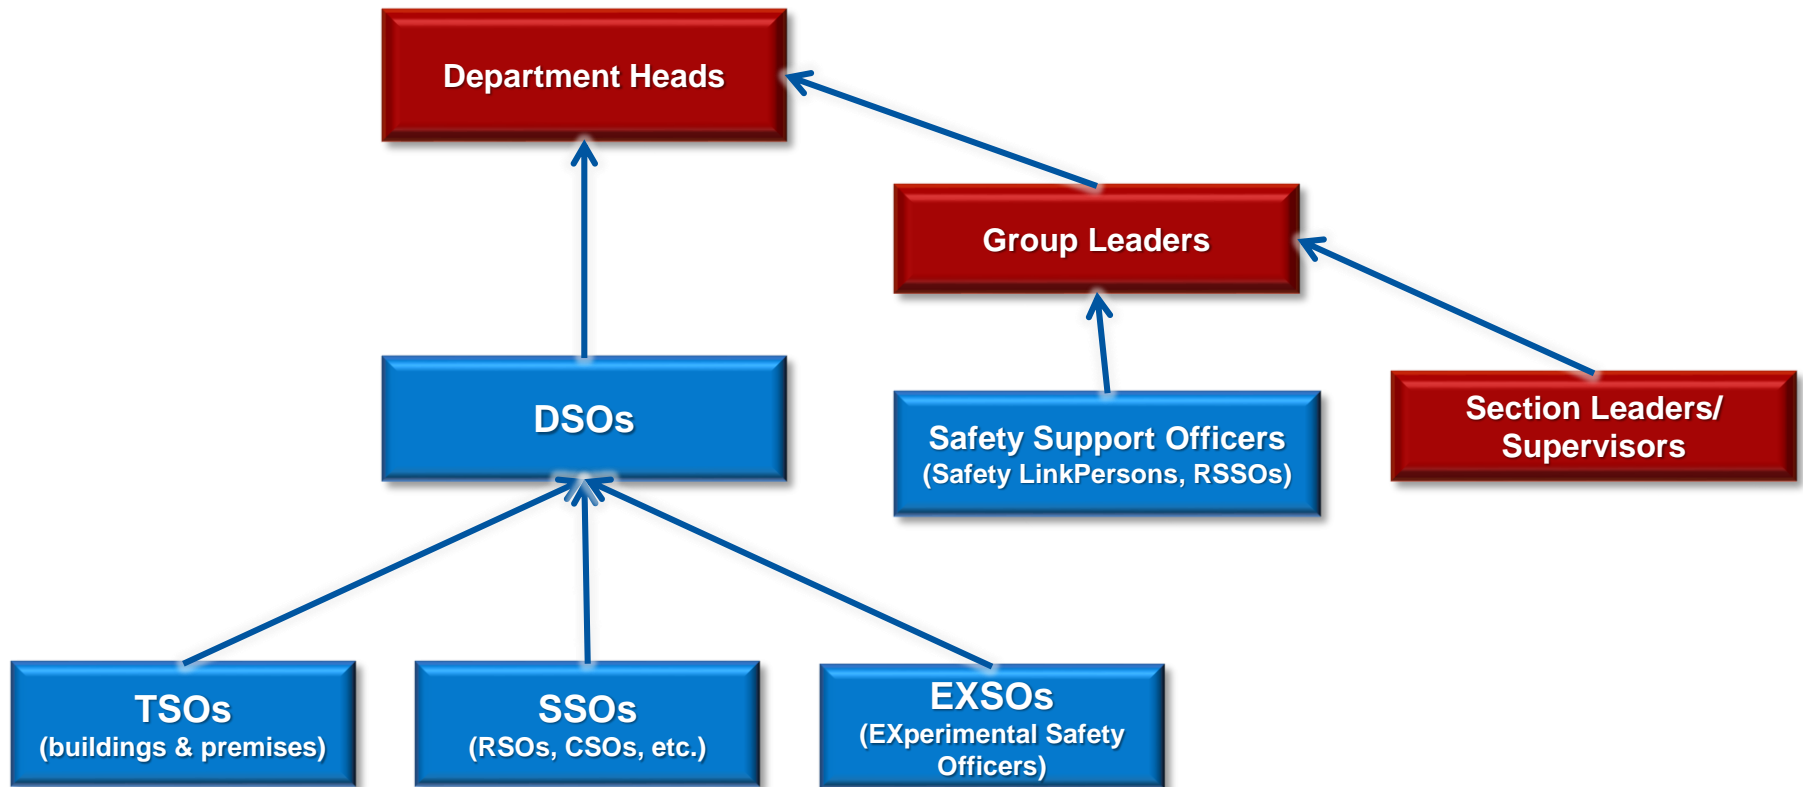 Department Heads
Group Leaders
DSOs
Safety Support Officers
(Safety LinkPersons, RSSOs)
Section Leaders/
Supervisors
TSOs
(buildings & premises)
SSOs
(RSOs, CSOs, etc.)
EXSOs
(EXperimental Safety
Officers)